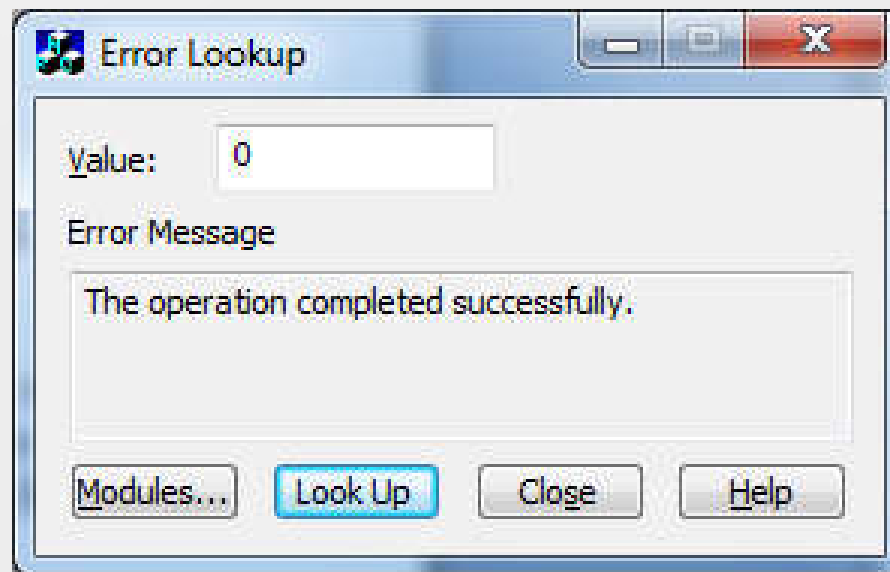 Error Lookup
Value: 0
Error Message
The operation completed successfully.
Modules... Look Up Close Help